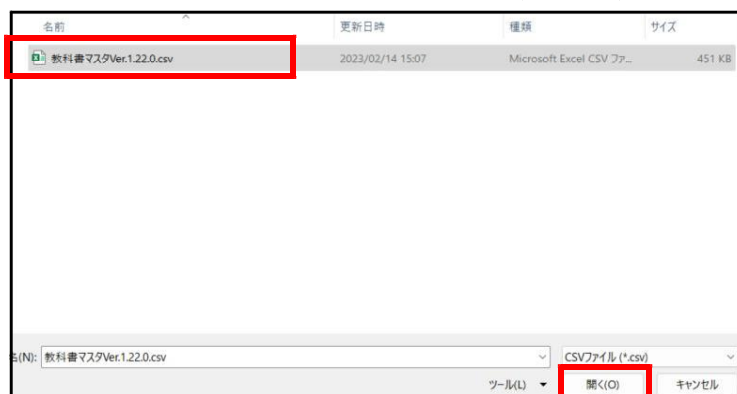 名前 更新日時 種類 サイズ
教科書マスタVer.1.22.0.csv 2023/02/14 15:07 Microsoft Excel CSV ファ... 451 KB
(N): 教科書マスタVer.1.22.0.csv CSVファイル (*.csv)
ツール(L) 開く(O) キャンセル